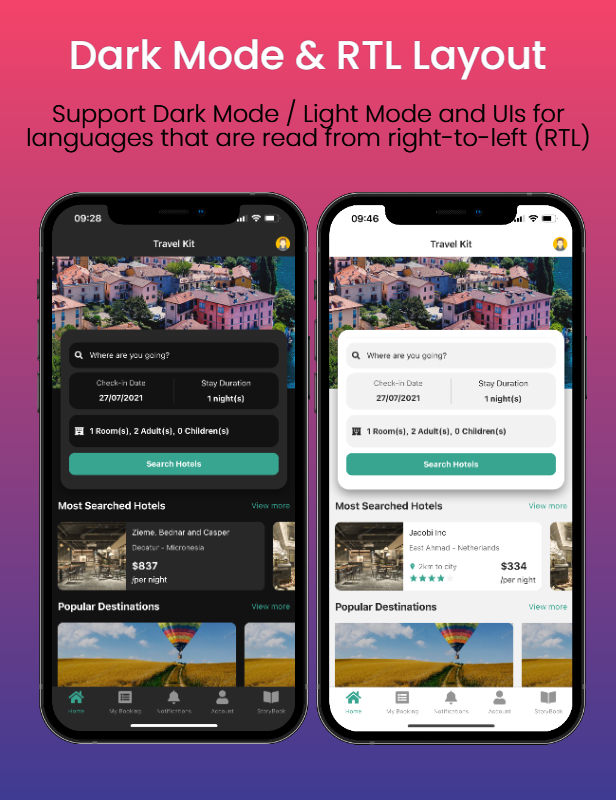 Dark Mode & RTL Layout
Support Dark Mode / Light Mode and UIs for
languages that are read from right-to-left (RTL)
09:28
Travel Kit
Where are you going?
Check-in Date
Stay Duration
27/07/2021
1 night(s)
1 Room(s), 2 Adult(s), 0 Children(s)
Search Hotels
Most Searched Hotels
View more
Zieme, Bednar and Casper
Decatur - Micronesia
$837
/per night
Popular Destinations
View more
Home
My Booking
Notifications
Account
StoryBook
09:46
Travel Kit
Where are you going?
Check-in Date
Stay Duration
27/07/2021
1 night(s)
1 Room(s), 2 Adult(s), 0 Children(s)
Search Hotels
Most Searched Hotels
View more
Jacobi Inc
East Ahmad - Netherlands
2km to city
$334
/per night
Popular Destinations
View more
Home
My Booking
Notifications
Account
StoryBook